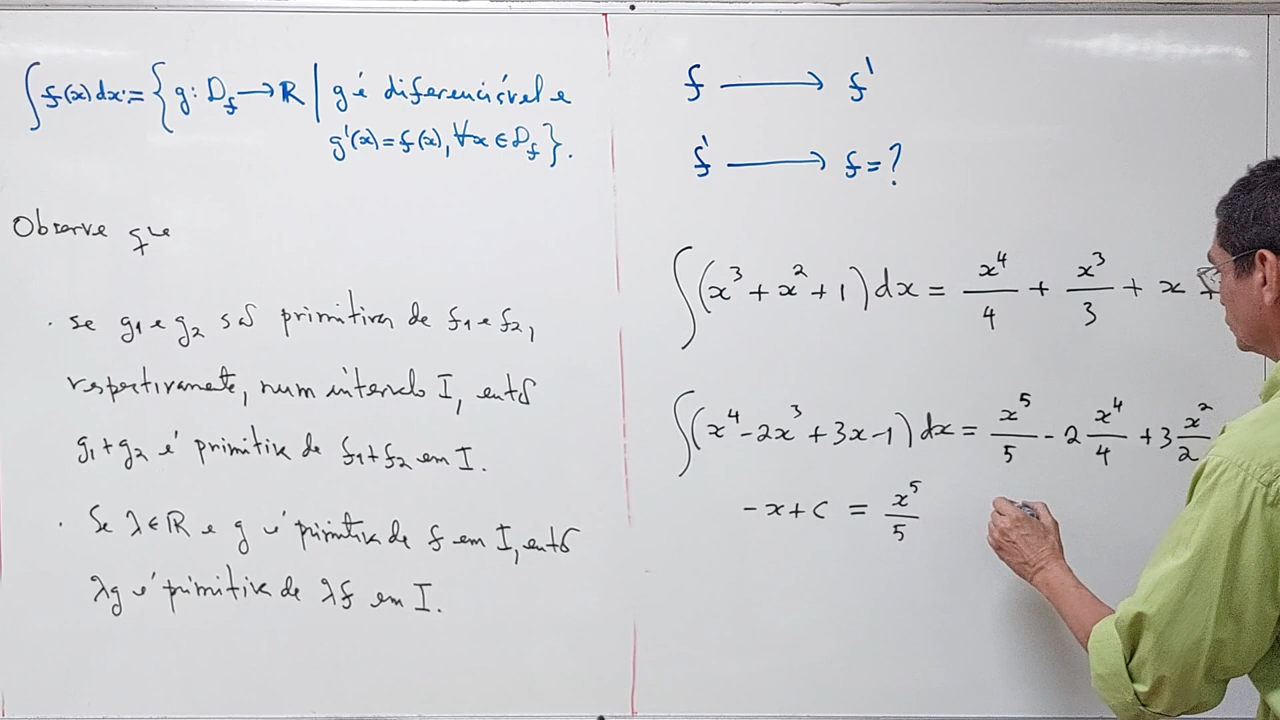 ∫f(x)dx := {g: D_f → ℝ | g é diferenciável e
g'(x) = f(x), ∀x ∈ D_f}.
Observe que
· se g₁ e g₂ são primitivas de f₁ e f₂,
respectivamente, num intervalo I, então
g₁+g₂ é primitiva de f₁+f₂ em I.
· Se λ∈ℝ e g é primitiva de f em I, então
λg é primitiva de λf em I.
f ⟶ f'
f' ⟶ f=?
∫(x³ + x² + 1)dx = x⁴/4 + x³/3 + x +
∫(x⁴ - 2x³ + 3x - 1)dx = x⁵/5 - 2 x⁴/4 + 3 x²/2
- x + c = x⁵/5